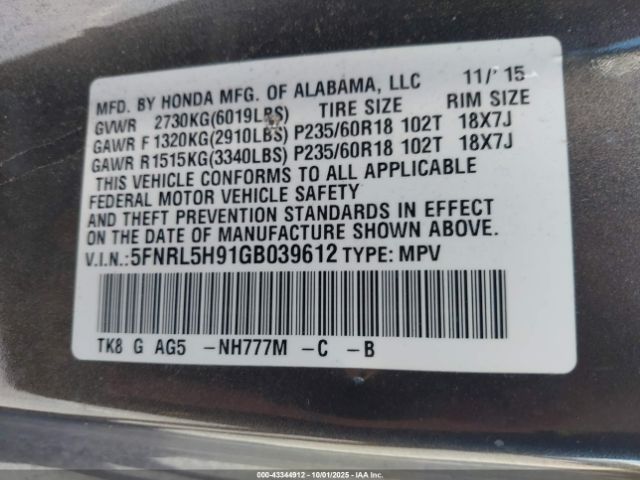 MFD. BY HONDA MFG. OF ALABAMA, LLC 11/'15
GVWR 2730KG(6019LBS) TIRE SIZE RIM SIZE
GAWR F 1320KG(2910LBS) P235/60R18 102T 18X7J
GAWR R1515KG(3340LBS) P235/60R18 102T 18X7J
THIS VEHICLE CONFORMS TO ALL APPLICABLE
FEDERAL MOTOR VEHICLE SAFETY
AND THEFT PREVENTION STANDARDS IN EFFECT
ON THE DATE OF MANUFACTURE SHOWN ABOVE.
V.I.N.:5FNRL5H91GB039612 TYPE: MPV
TK8 G AG5 -NH777M -C -B
000-43344912 - 10/01/2025 - IAAI.COM